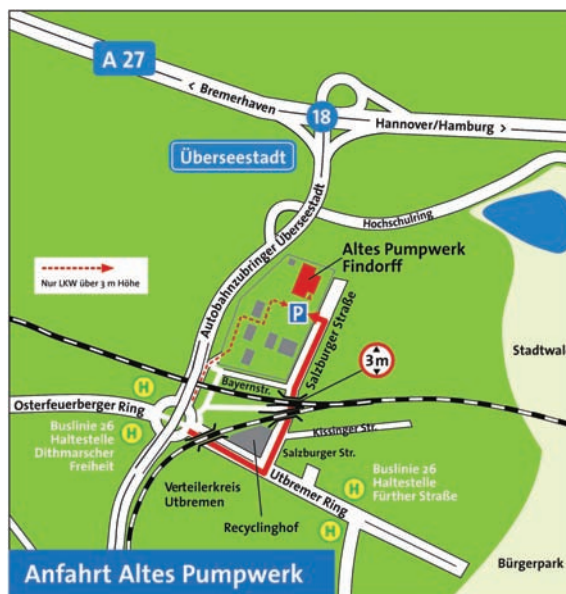 A 27
< Bremerhaven
18
Hannover/Hamburg >
Überseestadt
Hochschulring
Autobahnzubringer Überseestadt
Altes Pumpwerk
Findorff
Nur LKW über 3 m Höhe
P
Salzburger Straße
3m
Stadtwa
Bayernstr.
H
Osterfeuerberger Ring
H
Buslinie 26
Haltestelle
Dithmarscher
Freiheit
Kissinger Str.
Salzburger Str.
Verteilerkreis
Utbremen
Utbremer Ring
Buslinie 26
Haltestelle
Fürther Straße
H
Recyclinghof
H
Bürgerpark
Anfahrt Altes Pumpwerk